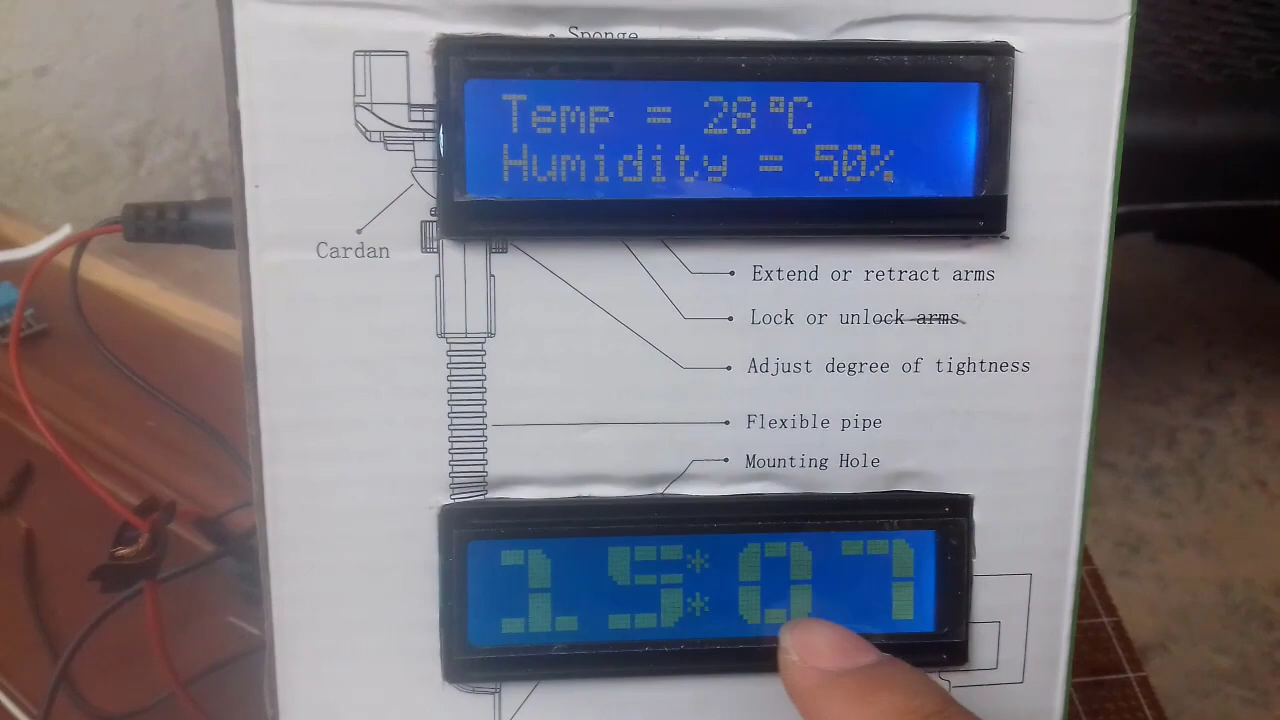 Sponge
Temp = 28°C
Humidity = 50%
Cardan
Extend or retract arms
Lock or unlock arms
Adjust degree of tightness
Flexible pipe
Mounting Hole
15:07